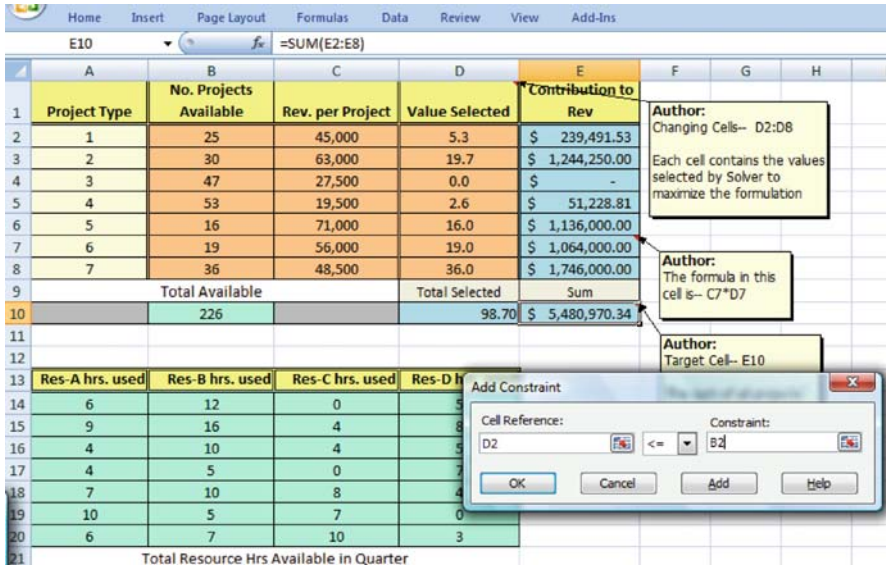 Home Insert Page Layout Formulas Data Review View Add-Ins
E10 fx =SUM(E2:E8)
A B C D E F G H
1 Project Type No. Projects Available Rev. per Project Value Selected Contribution to Rev
2 1 25 45,000 5.3 $ 239,491.53
3 2 30 63,000 19.7 $ 1,244,250.00
4 3 47 27,500 0.0 $ -
5 4 53 19,500 2.6 $ 51,228.81
6 5 16 71,000 16.0 $ 1,136,000.00
7 6 19 56,000 19.0 $ 1,064,000.00
8 7 36 48,500 36.0 $ 1,746,000.00
9 Total Available Total Selected Sum
10 226 98.70 $ 5,480,970.34
Author:
Changing Cells-- D2:D8
Each cell contains the values
selected by Solver to
maximize the formulation
Author:
The formula in this
cell is-- C7*D7
Author:
Target Cell-- E10
11
12
13 Res-A hrs. used Res-B hrs. used Res-C hrs. used
14 6 12 0
15 9 16 4
16 4 10 4
17 4 5 0
18 7 10 8
19 10 5 7
20 6 7 10 3
21 Total Resource Hrs Available in Quarter
Add Constraint
Cell Reference: Constraint:
D2 <= B2
OK Cancel Add Help